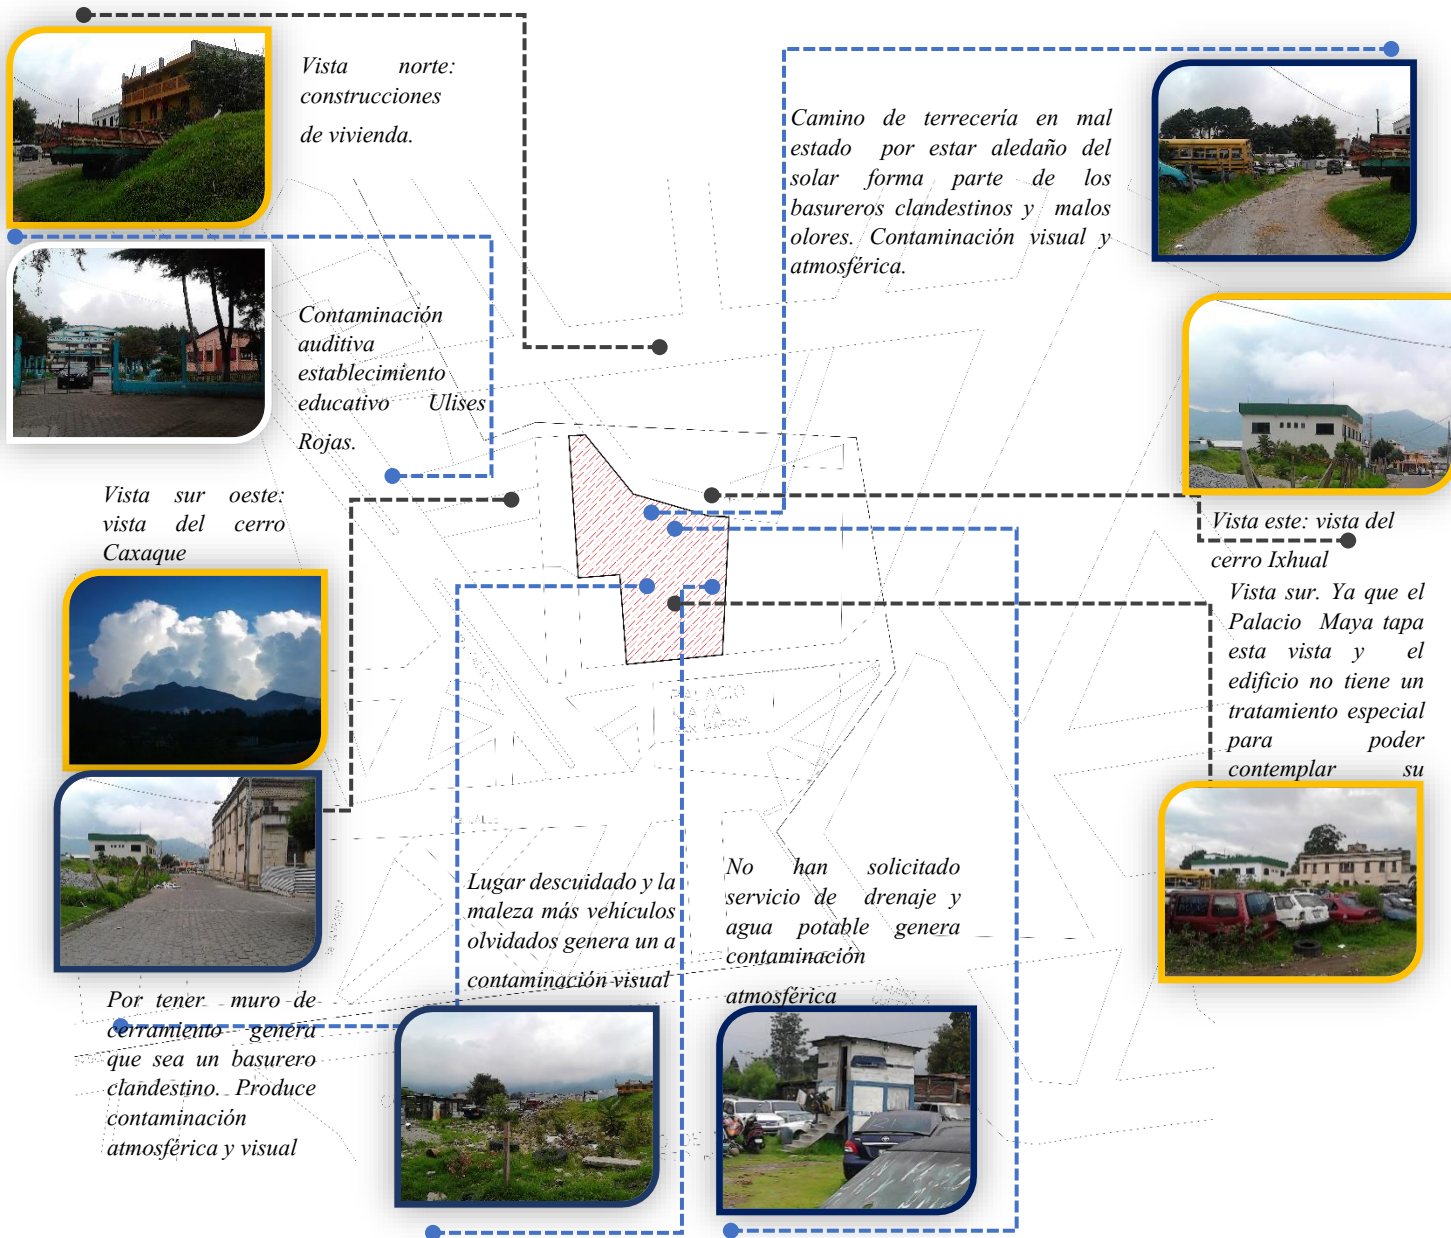 Vista norte:
construcciones
de vivienda.
Camino de terrecería en mal
estado por estar aledaño del
solar forma parte de los
basureros clandestinos y malos
olores. Contaminación visual y
atmosférica.
Contaminación
auditiva
establecimiento
educativo Ulises
Rojas.
Vista sur oeste:
vista del cerro
Caxaque
Vista este: vista del
cerro Ixhual
Vista sur. Ya que el
Palacio Maya tapa
esta vista y el
edificio no tiene un
tratamiento especial
para poder
contemplar su
PALACIO
MAYA
Lugar descuidado y la
maleza más vehículos
olvidados genera un a
contaminación visual
No han solicitado
servicio de drenaje y
agua potable genera
contaminación
atmosférica
Por tener muro de
cerramiento genera
que sea un basurero
clandestino. Produce
contaminación
atmosférica y visual